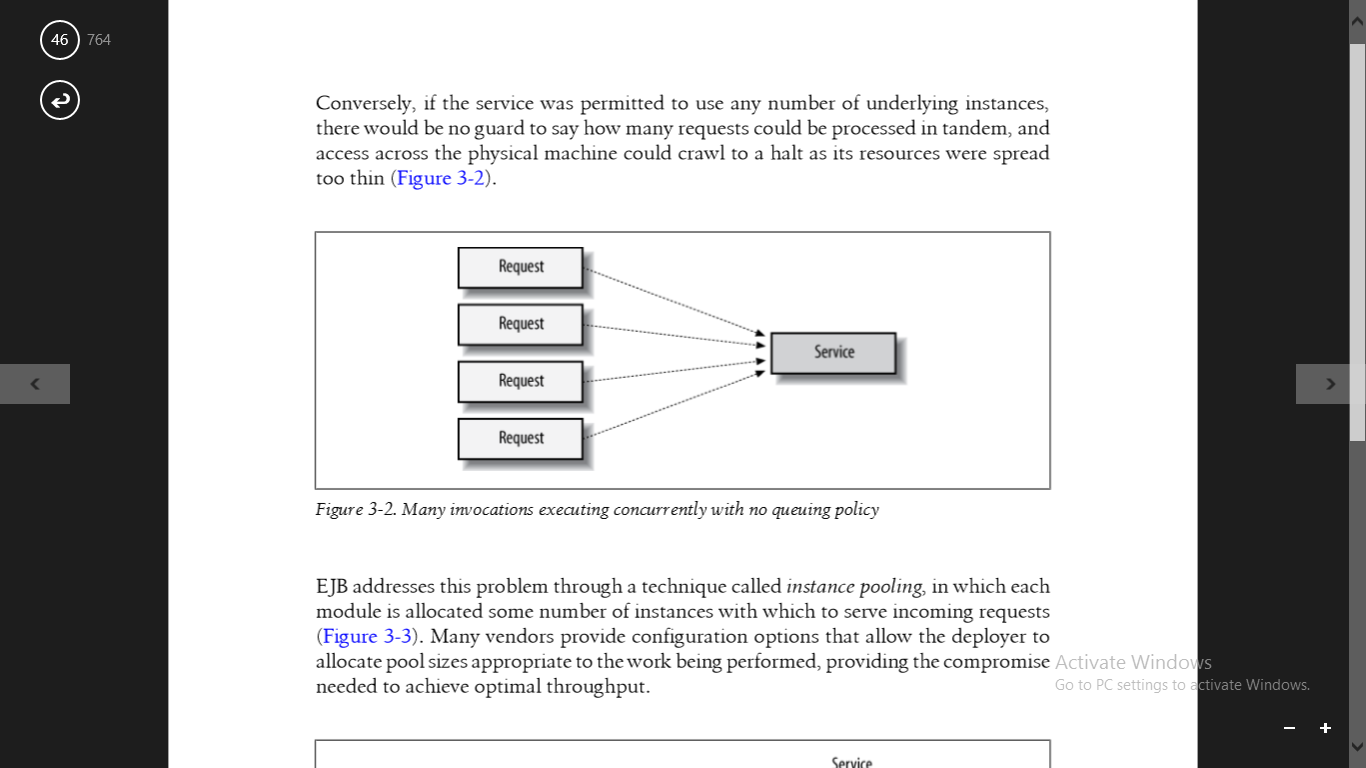 46 764
Conversely, if the service was permitted to use any number of underlying instances,
there would be no guard to say how many requests could be processed in tandem, and
access across the physical machine could crawl to a halt as its resources were spread
too thin (Figure 3-2).
Request
Request
Request
Request
Service
Figure 3-2. Many invocations executing concurrently with no queuing policy
EJB addresses this problem through a technique called instance pooling, in which each
module is allocated some number of instances with which to serve incoming requests
(Figure 3-3). Many vendors provide configuration options that allow the deployer to
allocate pool sizes appropriate to the work being performed, providing the compromise
needed to achieve optimal throughput.
Activate Windows
Go to PC settings to activate Windows.
Service